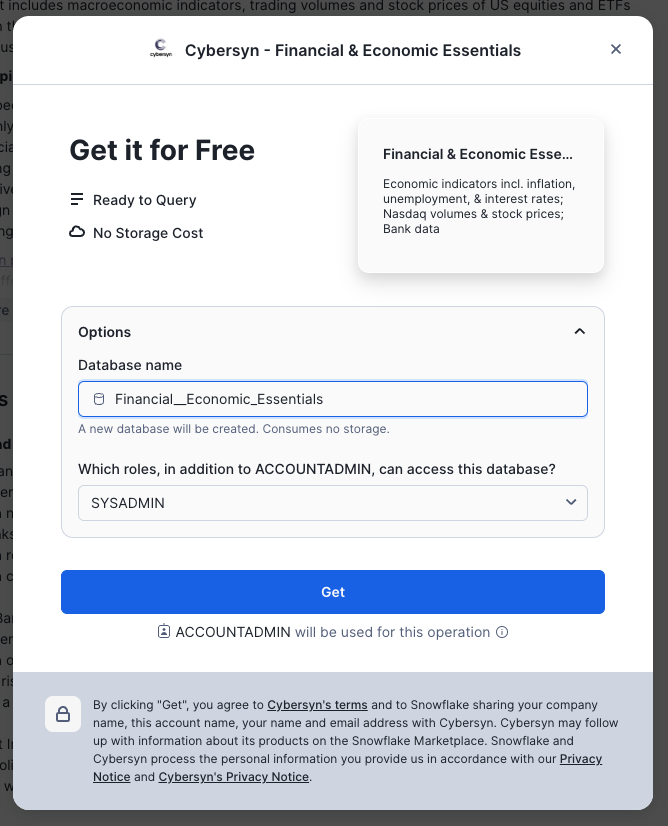 t includes macroeconomic indicators, trading volumes and stock prices of US equities and ETFs
cybersyn
Cybersyn - Financial & Economic Essentials
Get it for Free
Ready to Query
No Storage Cost
Financial & Economic Esse...
Economic indicators incl. inflation,
unemployment, & interest rates;
Nasdaq volumes & stock prices;
Bank data
Options
Database name
Financial__Economic_Essentials
A new database will be created. Consumes no storage.
Which roles, in addition to ACCOUNTADMIN, can access this database?
SYSADMIN
Get
ACCOUNTADMIN will be used for this operation
By clicking "Get", you agree to Cybersyn's terms and to Snowflake sharing your company
name, this account name, your name and email address with Cybersyn. Cybersyn may follow
up with information about its products on the Snowflake Marketplace. Snowflake and
Cybersyn process the personal information you provide us in accordance with our Privacy
Notice and Cybersyn's Privacy Notice.